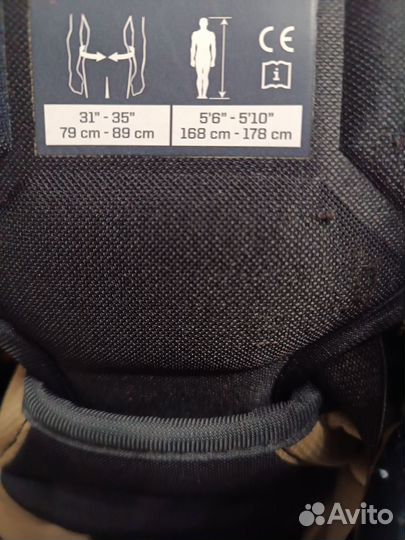 CE
i
31" - 35"
79 cm - 89 cm
5'6" - 5'10"
168 cm - 178 cm
Avito